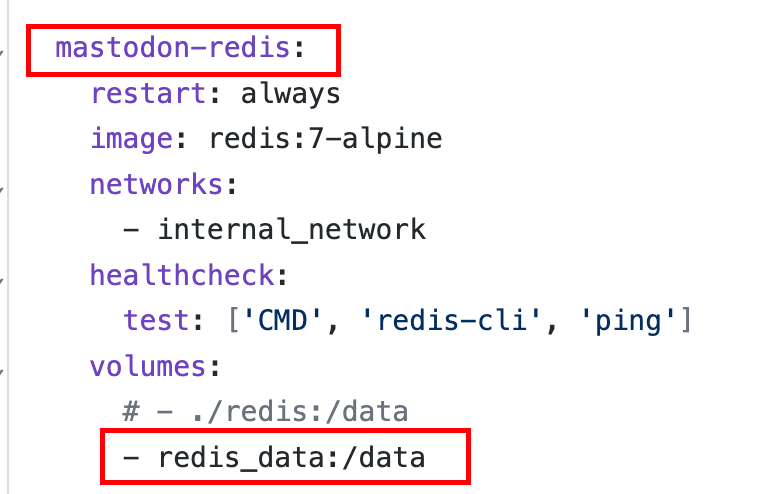 mastodon-redis:
restart: always
image: redis:7-alpine
networks:
- internal_network
healthcheck:
test: ['CMD', 'redis-cli', 'ping']
volumes:
# - ./redis:/data
- redis_data:/data